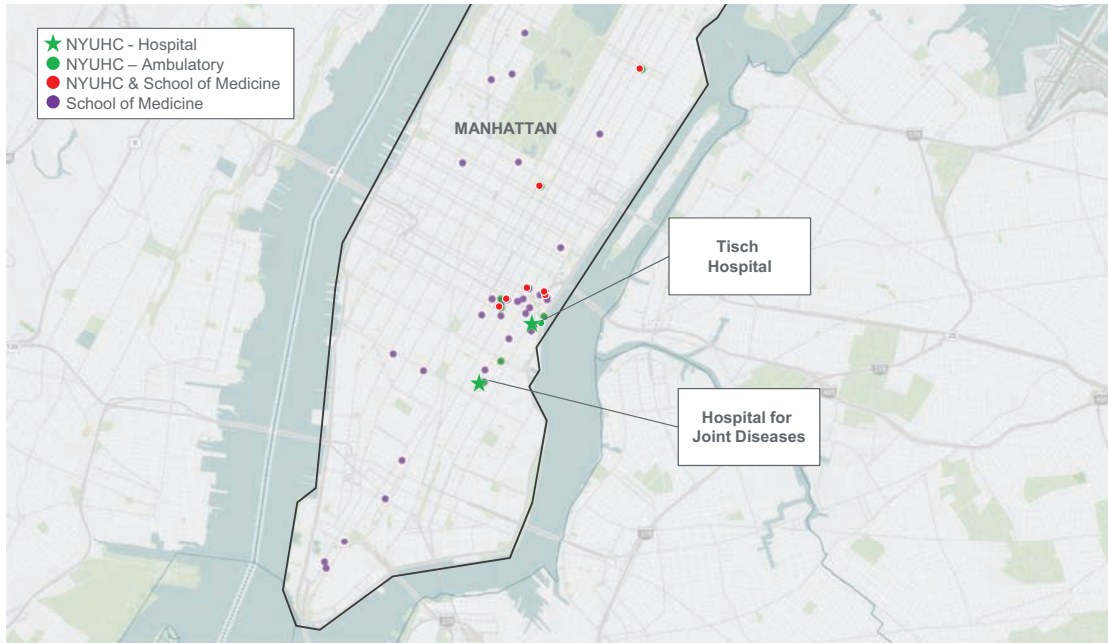 NYUHC - Hospital
NYUHC – Ambulatory
NYUHC & School of Medicine
School of Medicine
MANHATTAN
Tisch
Hospital
Hospital for
Joint Diseases